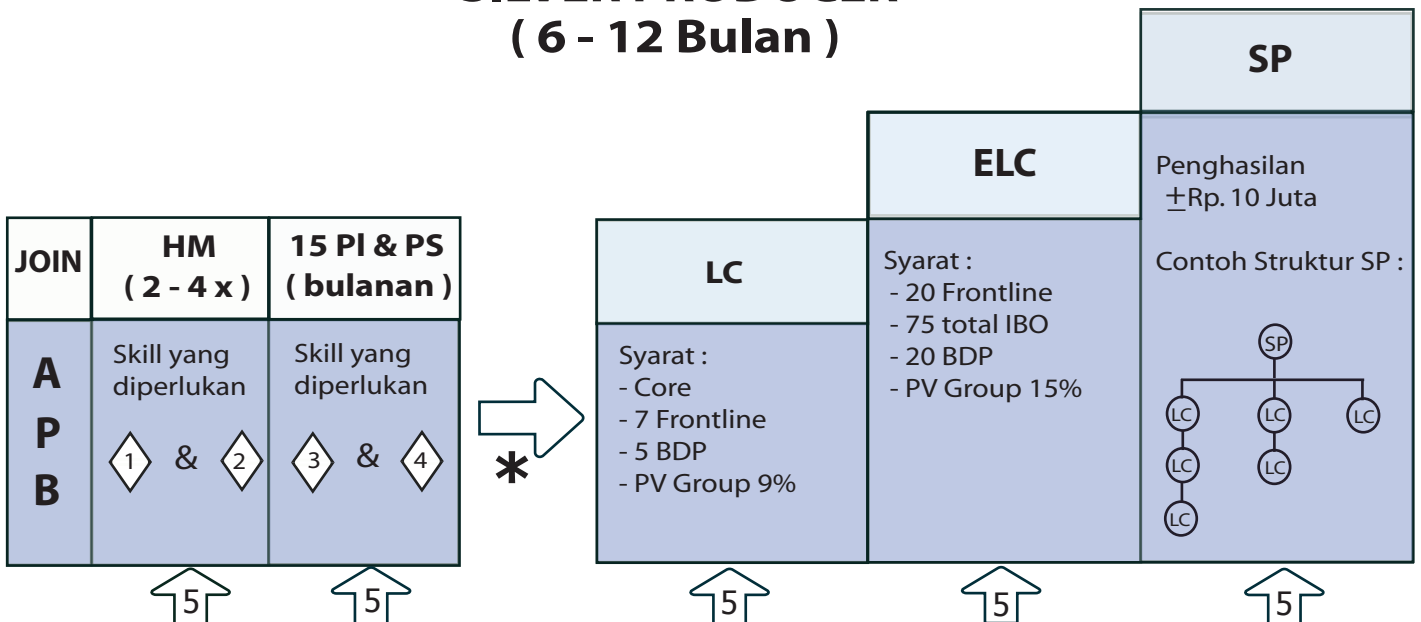 ( 6 - 12 Bulan )
SP
ELC
Penghasilan
±Rp. 10 Juta
JOIN
HM
( 2 - 4 x )
15 Pl & PS
( bulanan )
LC
Syarat :
- 20 Frontline
- 75 total IBO
- 20 BDP
- PV Group 15%
Contoh Struktur SP :
A
P
B
Skill yang
diperlukan
1 & 2
Skill yang
diperlukan
3 & 4
*
Syarat :
- Core
- 7 Frontline
- 5 BDP
- PV Group 9%
SP
LC LC LC
LC LC
LC
5 5 5 5 5